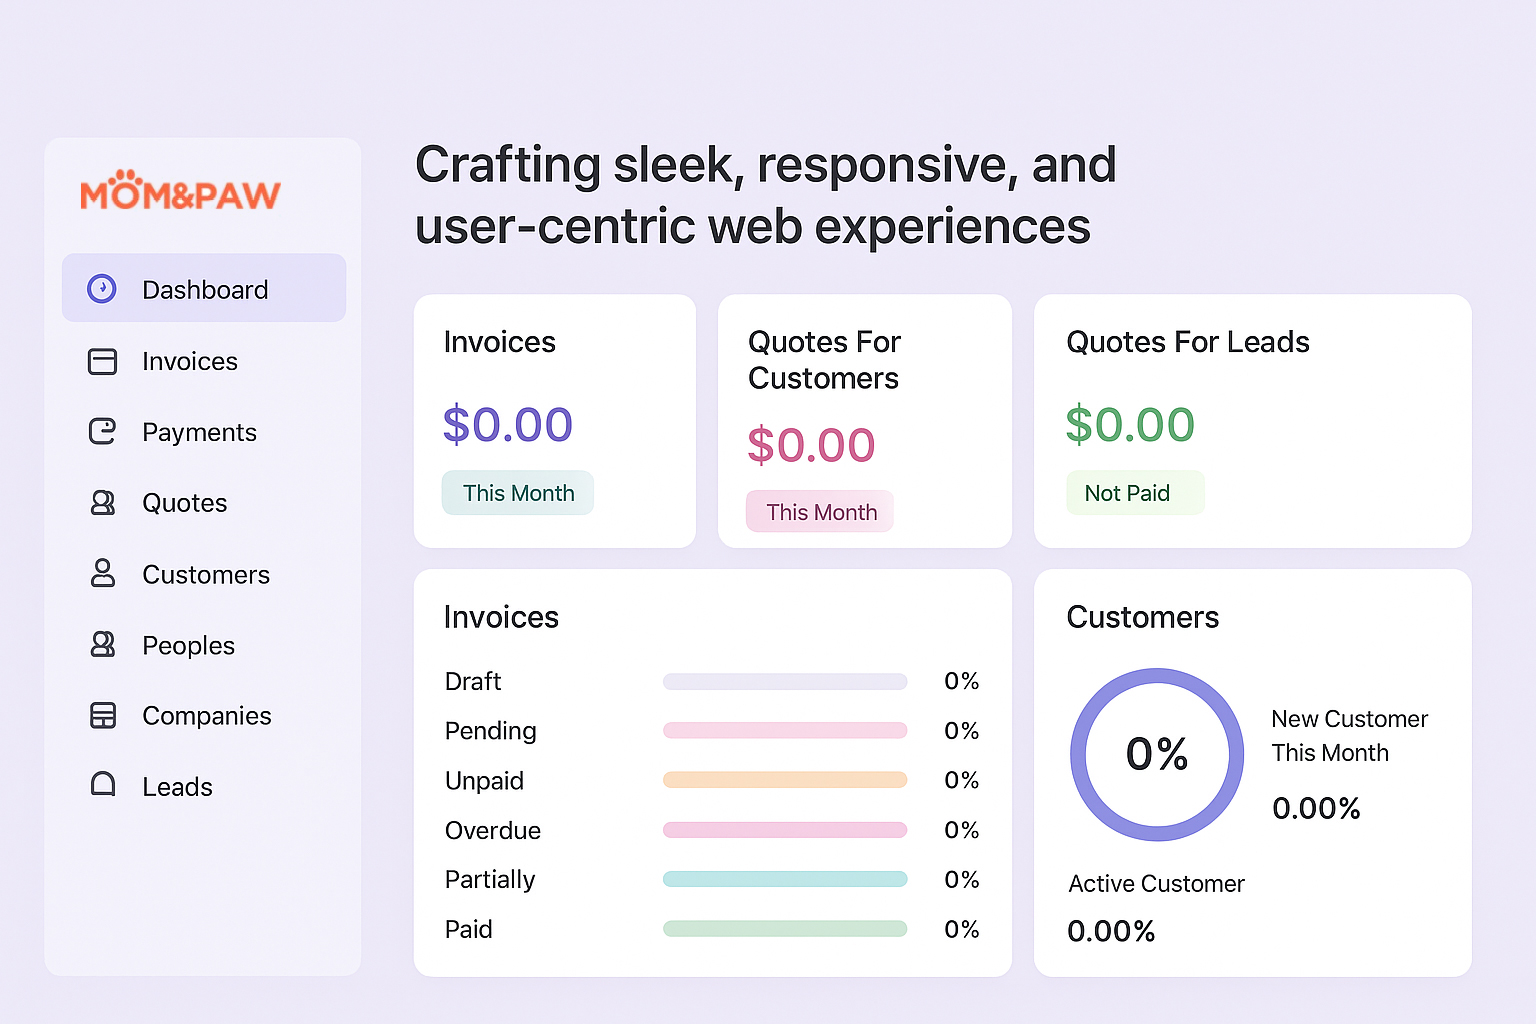 MOM&PAW
Dashboard
Invoices
Payments
Quotes
Customers
Peoples
Companies
Leads
Crafting sleek, responsive, and
user-centric web experiences
Invoices
$0.00
This Month
Quotes For
Customers
$0.00
This Month
Quotes For Leads
$0.00
Not Paid
Invoices
Draft 0%
Pending 0%
Unpaid 0%
Overdue 0%
Partially 0%
Paid 0%
Customers
0%
New Customer
This Month
0.00%
Active Customer
0.00%